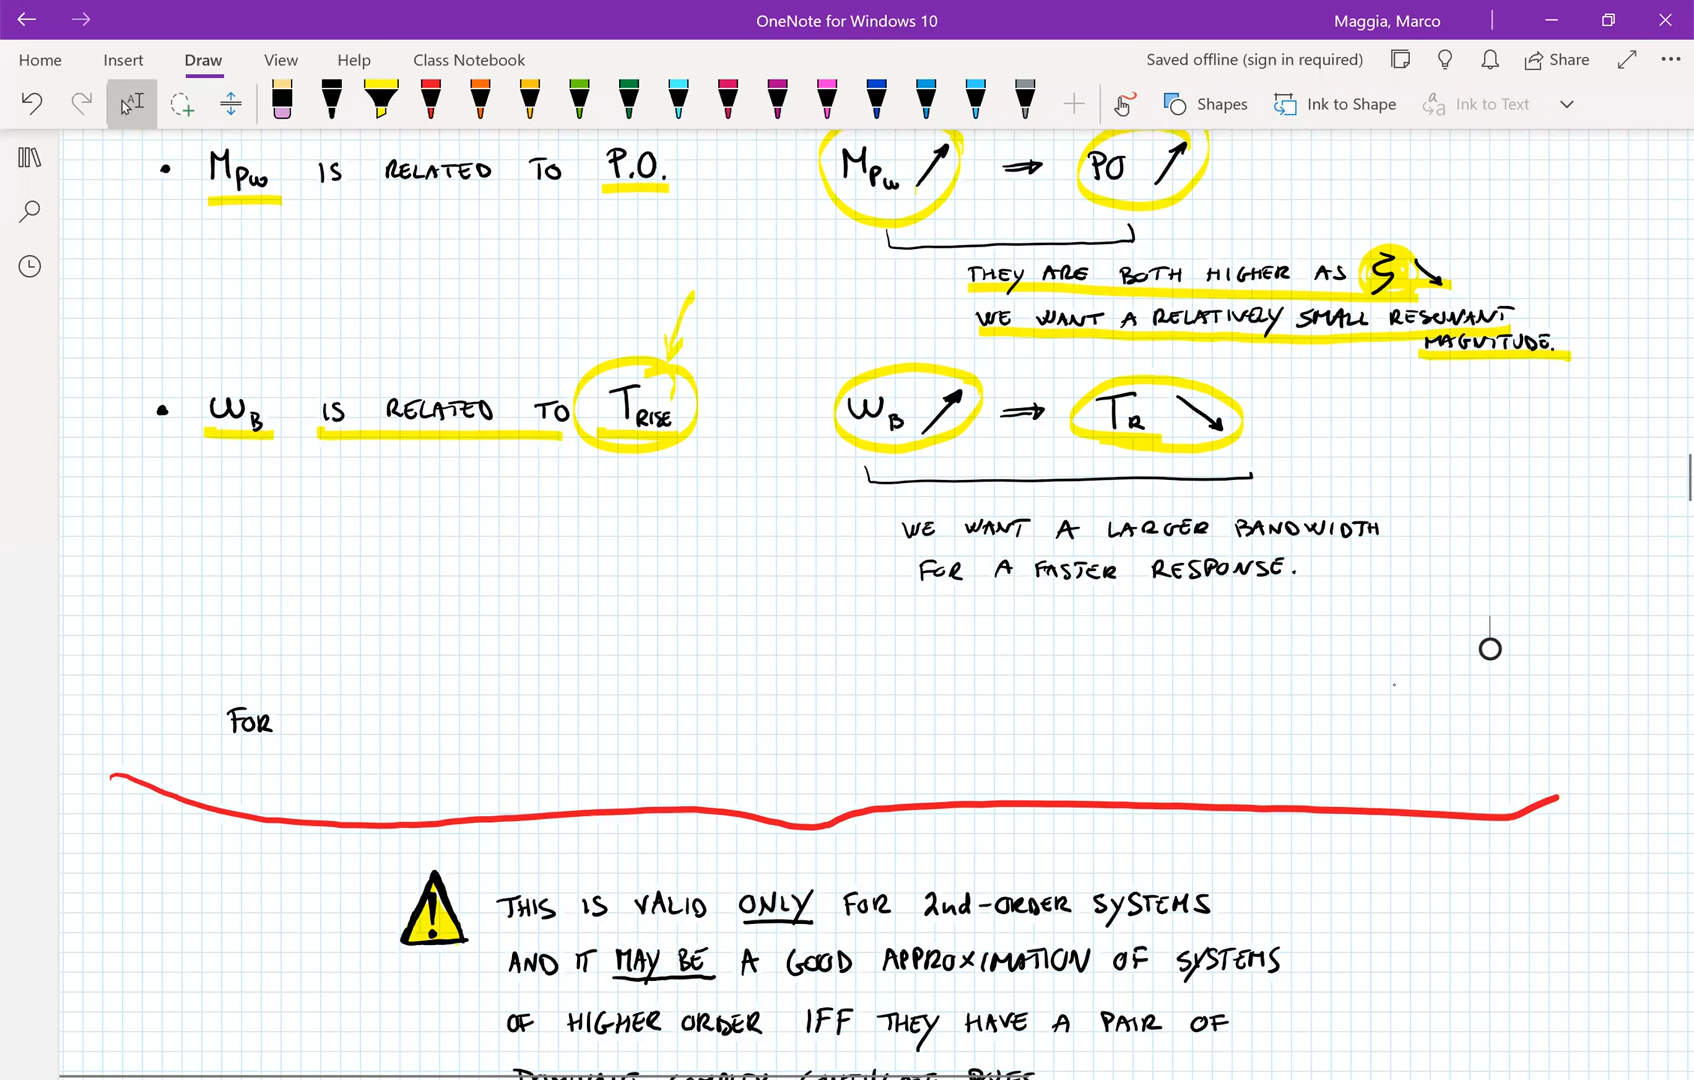 OneNote for Windows 10
Maggia, Marco
Home Insert Draw View Help Class Notebook
Saved offline (sign in required) Share
Shapes Ink to Shape Ink to Text
• Mpω IS RELATED TO P.O.
Mpω ↗ ⇒ PO ↗
THEY ARE BOTH HIGHER AS ζ ↘
WE WANT A RELATIVELY SMALL RESONANT
MAGNITUDE.
• ωB IS RELATED TO TRISE
ωB ↗ ⇒ TR ↘
WE WANT A LARGER BANDWIDTH
FOR A FASTER RESPONSE.
FOR
THIS IS VALID ONLY FOR 2nd-ORDER SYSTEMS
AND IT MAY BE A GOOD APPROXIMATION OF SYSTEMS
OF HIGHER ORDER IFF THEY HAVE A PAIR OF